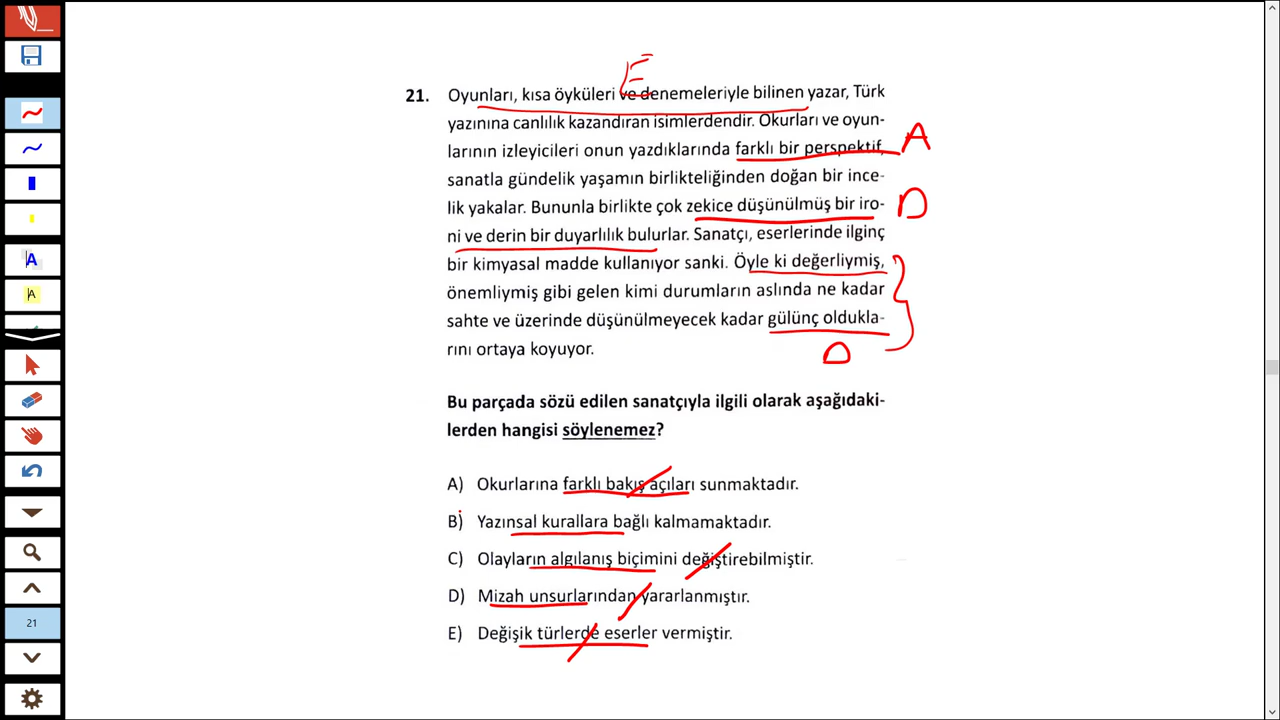 E
21. Oyunları, kısa öyküleri ve denemeleriyle bilinen yazar, Türk
yazınına canlılık kazandıran isimlerdendir. Okurları ve oyun-
larının izleyicileri onun yazdıklarında farklı bir perspektif, A
sanatla gündelik yaşamın birlikteliğinden doğan bir ince-
lik yakalar. Bununla birlikte çok zekice düşünülmüş bir iro- D
ni ve derin bir duyarlılık bulurlar. Sanatçı, eserlerinde ilginç
bir kimyasal madde kullanıyor sanki. Öyle ki değerliymiş,
önemliymiş gibi gelen kimi durumların aslında ne kadar
sahte ve üzerinde düşünülmeyecek kadar gülünç oldukla-
rını ortaya koyuyor.
D
Bu parçada sözü edilen sanatçıyla ilgili olarak aşağıdaki-
lerden hangisi söylenemez?
A) Okurlarına farklı bakış açıları sunmaktadır.
B) Yazınsal kurallara bağlı kalmamaktadır.
C) Olayların algılanış biçimini değiştirebilmiştir.
D) Mizah unsurlarından yararlanmıştır.
E) Değişik türlerde eserler vermiştir.
A
A
21